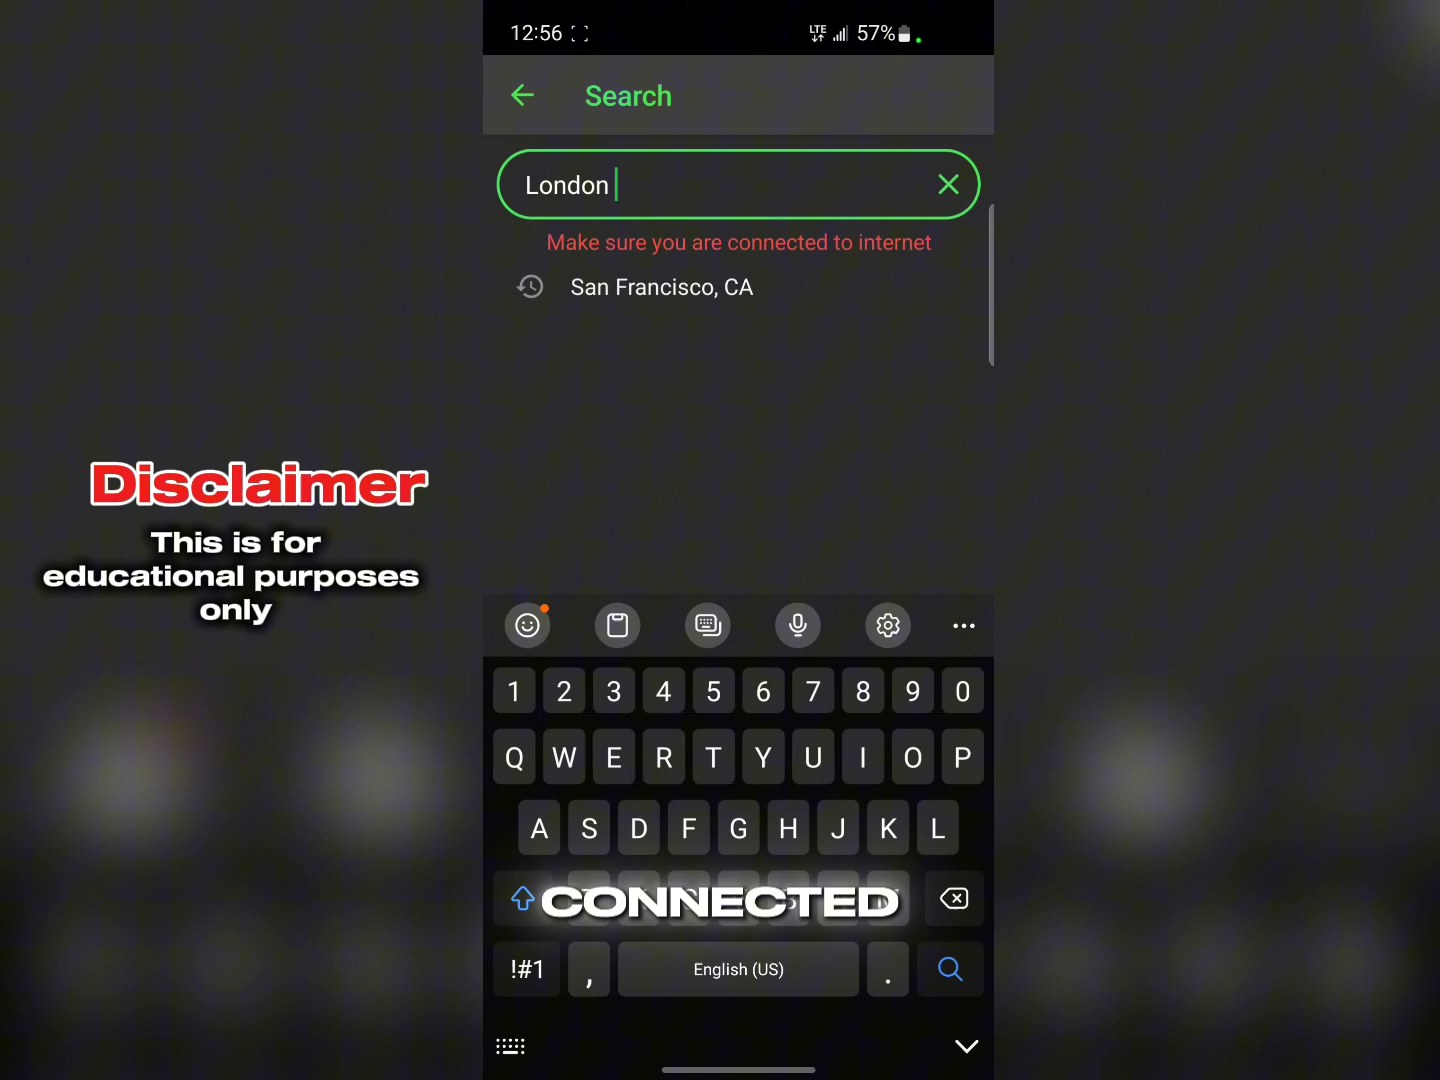 12:56
LTE
57%
Search
London
Make sure you are connected to internet
San Francisco, CA
Disclaimer
This is for
educational purposes
only
1 2 3 4 5 6 7 8 9 0
Q W E R T Y U I O P
A S D F G H J K L
CONNECTED
!#1 , English (US) .